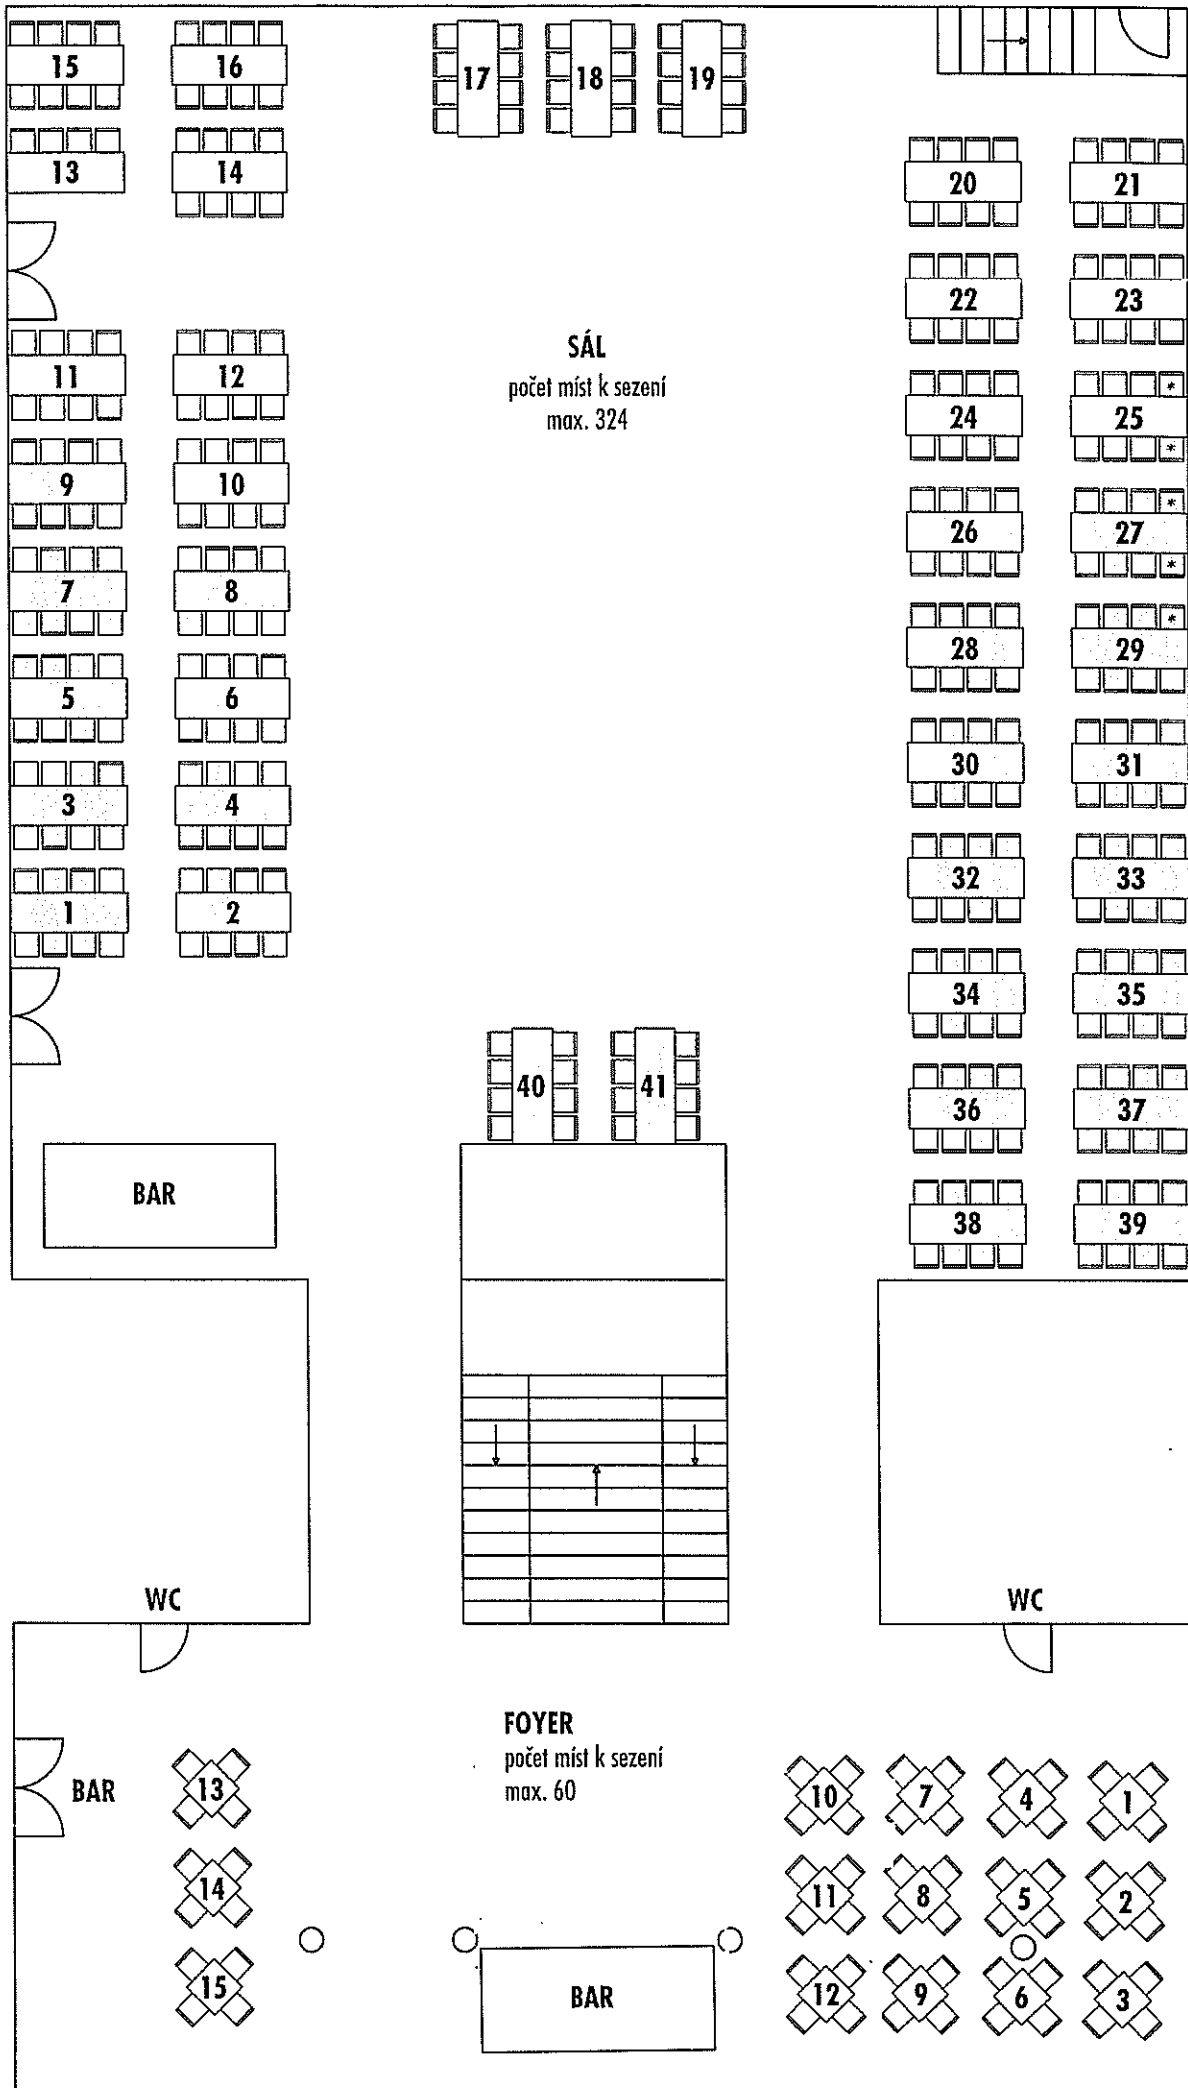 15 16 17 18 19
13 14 20 21
22 23
SÁL
počet míst k sezení
max. 324
11 12
24 25 *
*
9 10 26 27 *
*
7 8 28 29 *
5 6 30 31
3 4 32 33
1 2 34 35
40 41 36 37
BAR
38 39
WC WC
FOYER
počet míst k sezení
max. 60
BAR 13 10 7 4 1
14 11 8 5 2
15 BAR 12 9 6 3